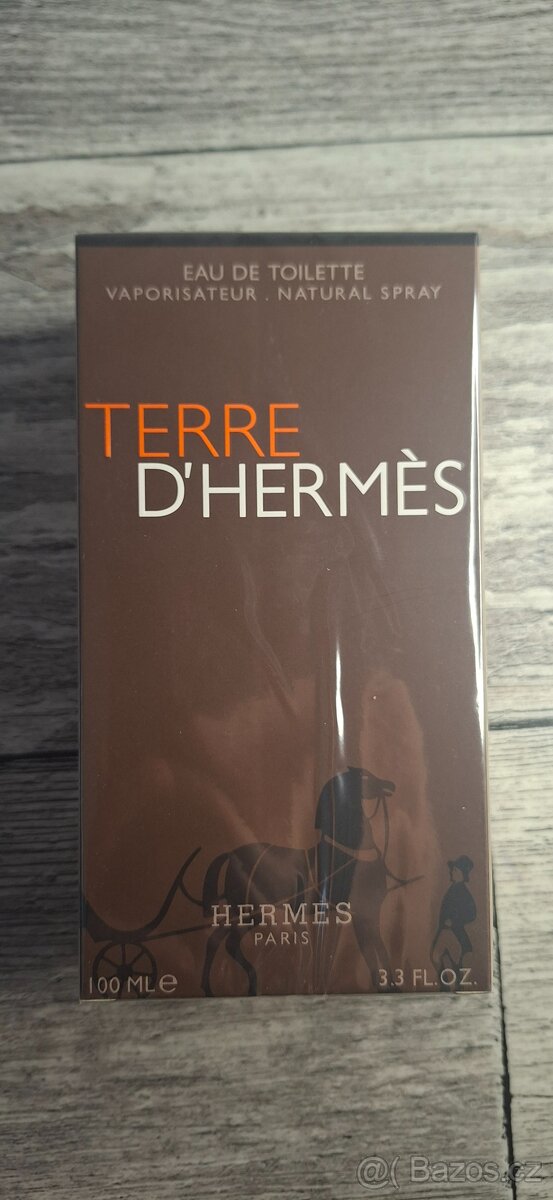 EAU DE TOILETTE
VAPORISATEUR . NATURAL SPRAY
TERRE
D'HERMÈS
HERMES
PARIS
100 ML e
3.3 FL.OZ.
@( Bazos.cz